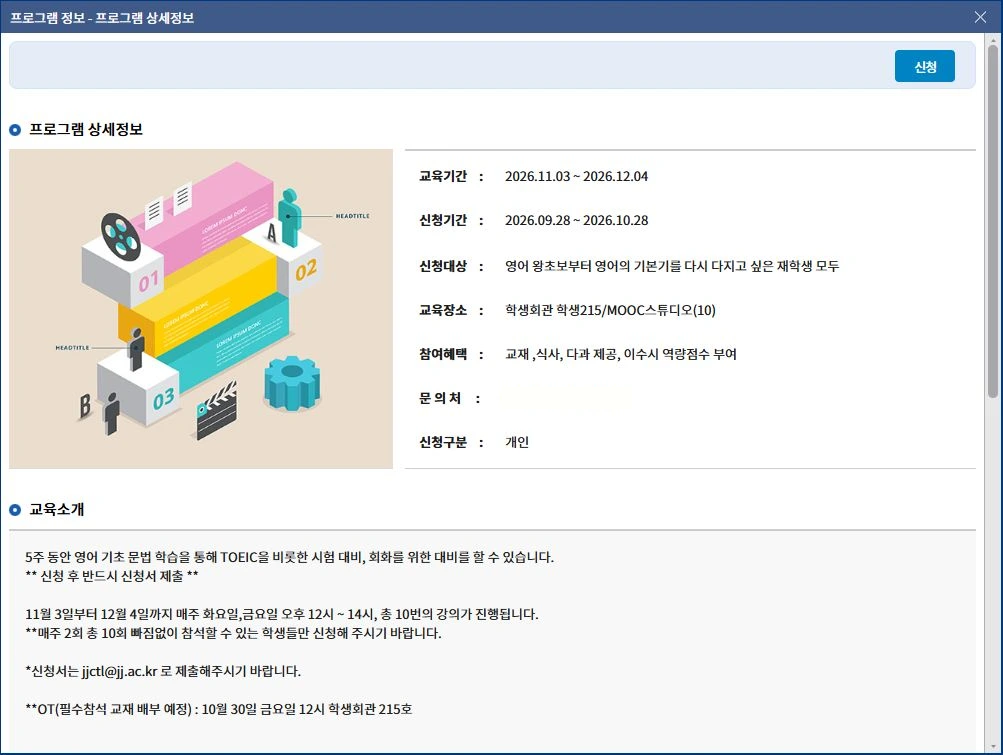 프로그램 정보 - 프로그램 상세정보
신청
프로그램 상세정보
HEADTITLE
A
LOREM IPSUM DONC
01
02
LOREM IPSUM DONC
LOREM IPSUM DONC
HEADTITLE
03
B
교육기간 : 2026.11.03 ~ 2026.12.04
신청기간 : 2026.09.28 ~ 2026.10.28
신청대상 : 영어 왕초보부터 영어의 기본기를 다시 다지고 싶은 재학생 모두
교육장소 : 학생회관 학생215/MOOC스튜디오(10)
참여혜택 : 교재 ,식사, 다과 제공, 이수시 역량점수 부여
문 의 처 :
신청구분 : 개인
교육소개
5주 동안 영어 기초 문법 학습을 통해 TOEIC을 비롯한 시험 대비, 회화를 위한 대비를 할 수 있습니다.
** 신청 후 반드시 신청서 제출 **
11월 3일부터 12월 4일까지 매주 화요일,금요일 오후 12시 ~ 14시, 총 10번의 강의가 진행됩니다.
**매주 2회 총 10회 빠짐없이 참석할 수 있는 학생들만 신청해 주시기 바랍니다.
*신청서는 jjctl@jj.ac.kr 로 제출해주시기 바랍니다.
**OT(필수참석 교재 배부 예정) : 10월 30일 금요일 12시 학생회관 215호